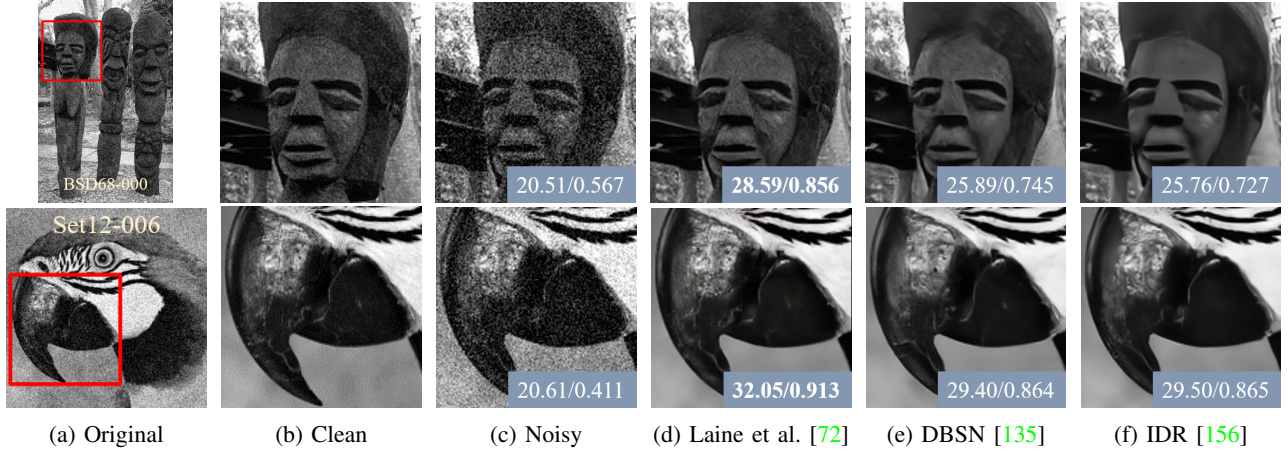 BSD68-000
20.51/0.567
28.59/0.856
25.89/0.745
25.76/0.727
Set12-006
20.61/0.411
32.05/0.913
29.40/0.864
29.50/0.865
(a) Original
(b) Clean
(c) Noisy
(d) Laine et al. [72]
(e) DBSN [135]
(f) IDR [156]